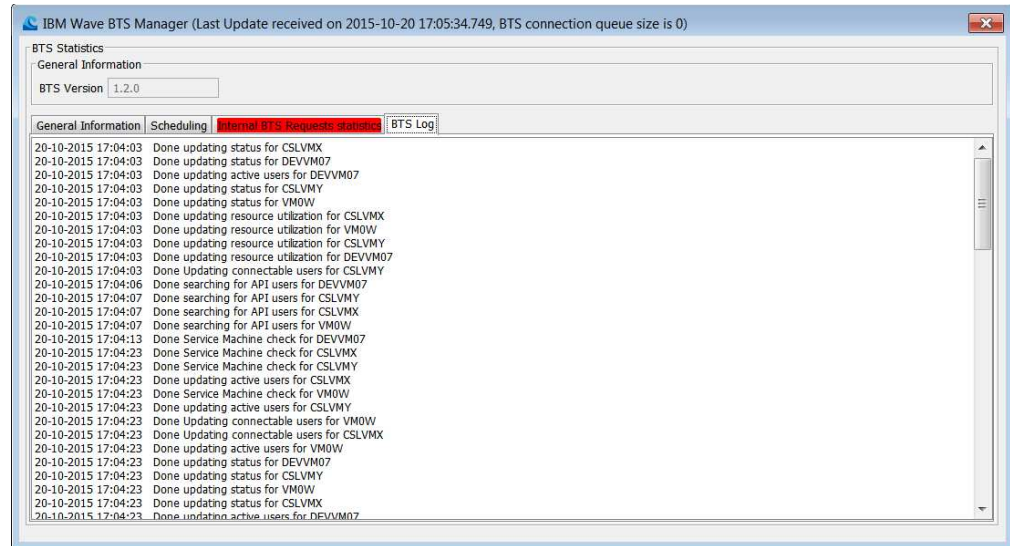 IBM Wave BTS Manager (Last Update received on 2015-10-20 17:05:34.749, BTS connection queue size is 0)
BTS Statistics
General Information
BTS Version 1.2.0
General Information Scheduling Internal BTS Requests statistics BTS Log
20-10-2015 17:04:03 Done updating status for CSLVMX
20-10-2015 17:04:03 Done updating status for DEVVM07
20-10-2015 17:04:03 Done updating active users for DEVVM07
20-10-2015 17:04:03 Done updating status for CSLVMY
20-10-2015 17:04:03 Done updating status for VM0W
20-10-2015 17:04:03 Done updating resource utilization for CSLVMX
20-10-2015 17:04:03 Done updating resource utilization for VM0W
20-10-2015 17:04:03 Done updating resource utilization for CSLVMY
20-10-2015 17:04:03 Done updating resource utilization for DEVVM07
20-10-2015 17:04:03 Done Updating connectable users for CSLVMY
20-10-2015 17:04:06 Done searching for API users for DEVVM07
20-10-2015 17:04:07 Done searching for API users for CSLVMY
20-10-2015 17:04:07 Done searching for API users for CSLVMX
20-10-2015 17:04:07 Done searching for API users for VM0W
20-10-2015 17:04:13 Done Service Machine check for DEVVM07
20-10-2015 17:04:23 Done Service Machine check for CSLVMX
20-10-2015 17:04:23 Done Service Machine check for CSLVMY
20-10-2015 17:04:23 Done updating active users for CSLVMX
20-10-2015 17:04:23 Done Service Machine check for VM0W
20-10-2015 17:04:23 Done updating active users for CSLVMY
20-10-2015 17:04:23 Done Updating connectable users for VM0W
20-10-2015 17:04:23 Done Updating connectable users for CSLVMX
20-10-2015 17:04:23 Done updating active users for VM0W
20-10-2015 17:04:23 Done updating status for DEVVM07
20-10-2015 17:04:23 Done updating status for CSLVMY
20-10-2015 17:04:23 Done updating status for VM0W
20-10-2015 17:04:23 Done updating status for CSLVMX
20-10-2015 17:04:23 Done updating active users for DEVVM07